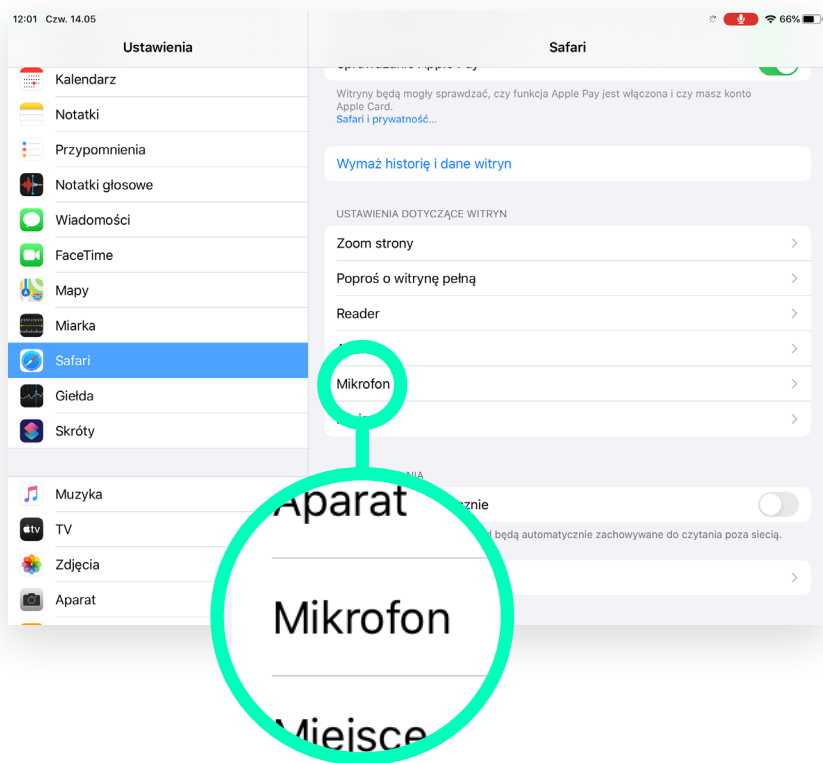 12:01 Czw. 14.05
66%
Ustawienia
Safari
Kalendarz
Notatki
Przypomnienia
Notatki głosowe
Wiadomości
FaceTime
Mapy
Miarka
Safari
Giełda
Skróty
Muzyka
tv
TV
Zdjęcia
Aparat
Witryny będą mogły sprawdzać, czy funkcja Apple Pay jest włączona i czy masz konto
Apple Card.
Safari i prywatność...
Wymaż historię i dane witryn
USTAWIENIA DOTYCZĄCE WITRYN
Zoom strony
Poproś o witrynę pełną
Reader
Mikrofon
będą automatycznie zachowywane do czytania poza siecią.
Aparat
Mikrofon
Miejsce